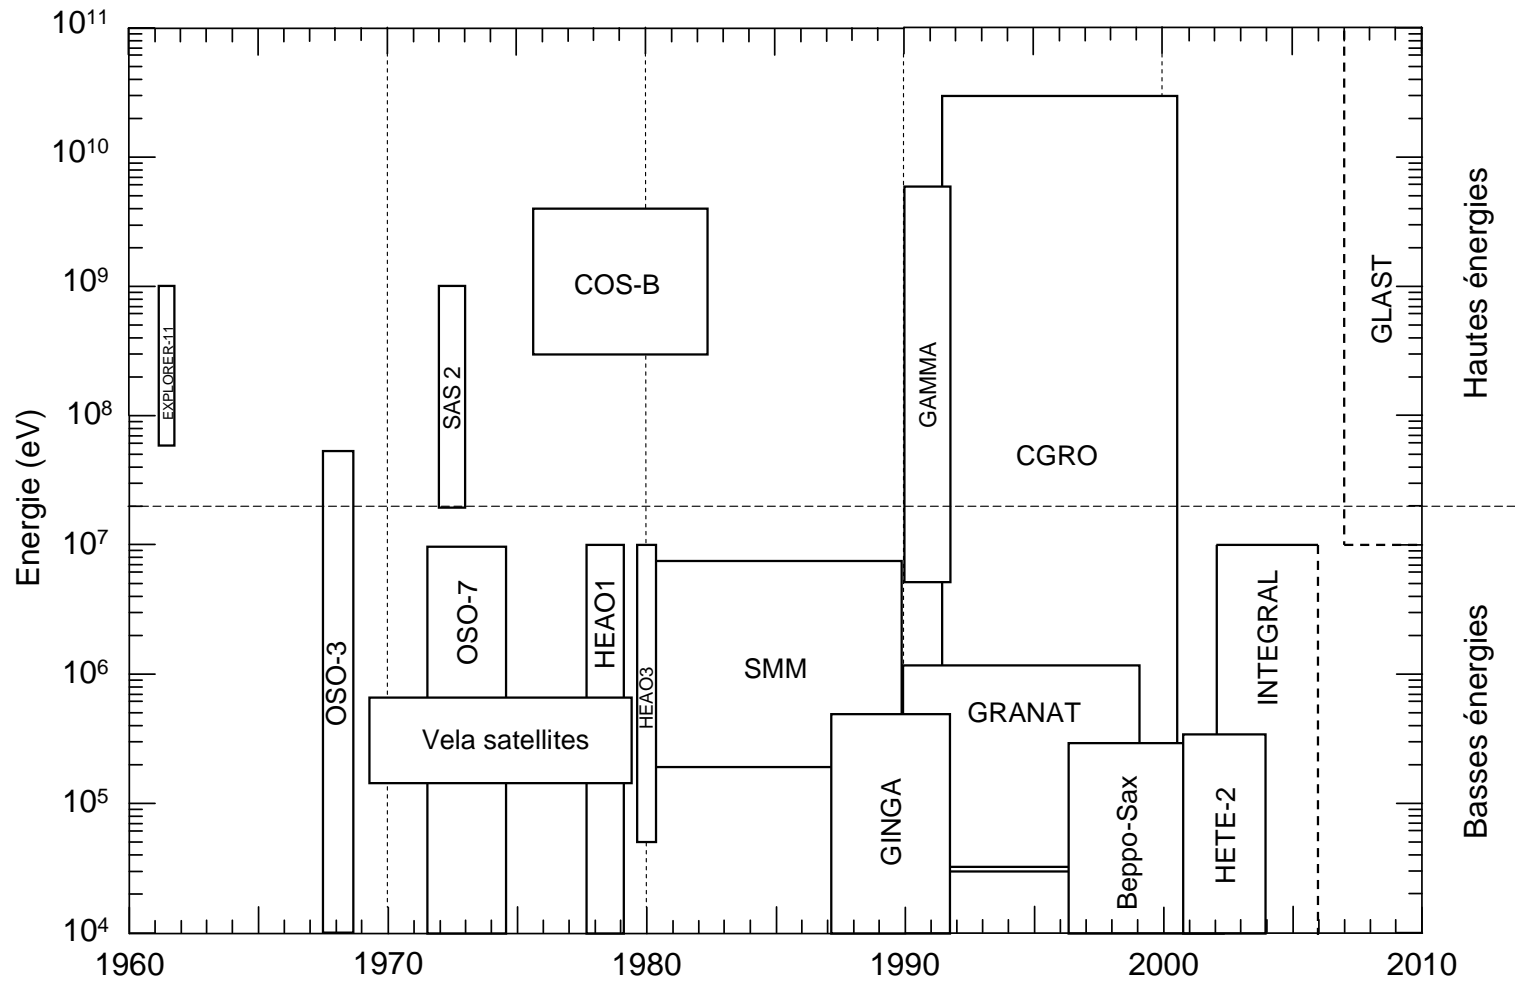 10¹¹
10¹⁰
10⁹
10⁸
10⁷
10⁶
10⁵
10⁴
Energie (eV)
1960
1970
1980
1990
2000
2010
Hautes énergies
Basses énergies
EXPLORER-11
OSO-3
SAS 2
OSO-7
COS-B
Vela satellites
HEAO1
HEAO3
SMM
GINGA
GAMMA
CGRO
GRANAT
Beppo-Sax
HETE-2
INTEGRAL
GLAST